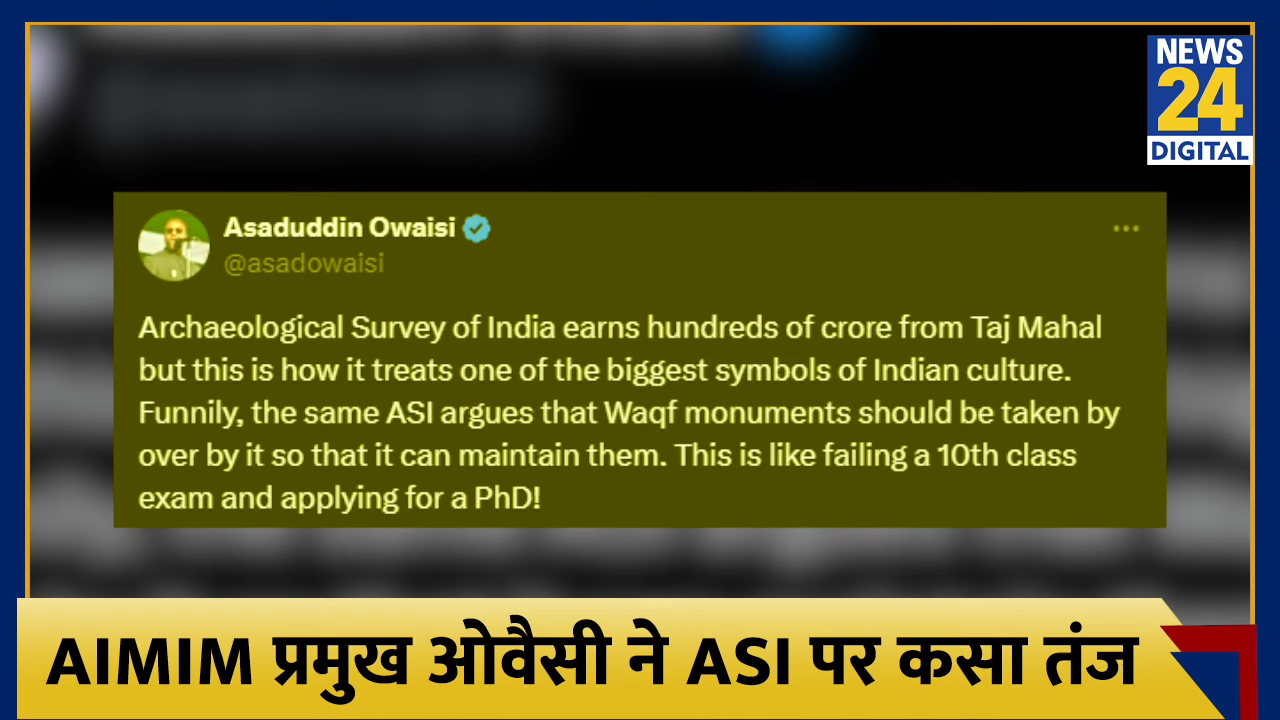 NEWS
24
DIGITAL
Asaduddin Owaisi
@asadowaisi
Archaeological Survey of India earns hundreds of crore from Taj Mahal
but this is how it treats one of the biggest symbols of Indian culture.
Funnily, the same ASI argues that Waqf monuments should be taken by
over by it so that it can maintain them. This is like failing a 10th class
exam and applying for a PhD!
AIMIM प्रमुख ओवैसी ने ASI पर कसा तंज